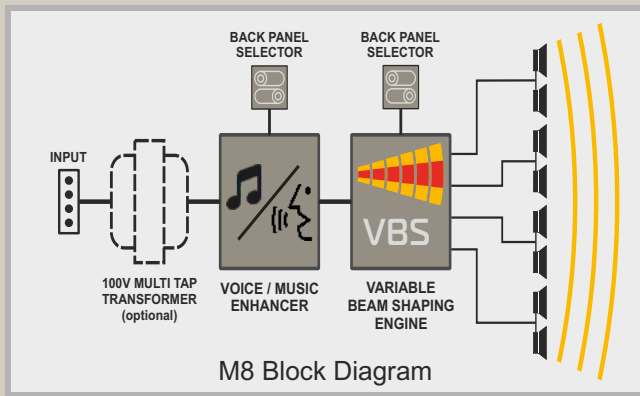 BACK PANEL
SELECTOR
BACK PANEL
SELECTOR
INPUT
VBS
100V MULTI TAP
TRANSFORMER
(optional)
VOICE / MUSIC
ENHANCER
VARIABLE
BEAM SHAPING
ENGINE
M8 Block Diagram